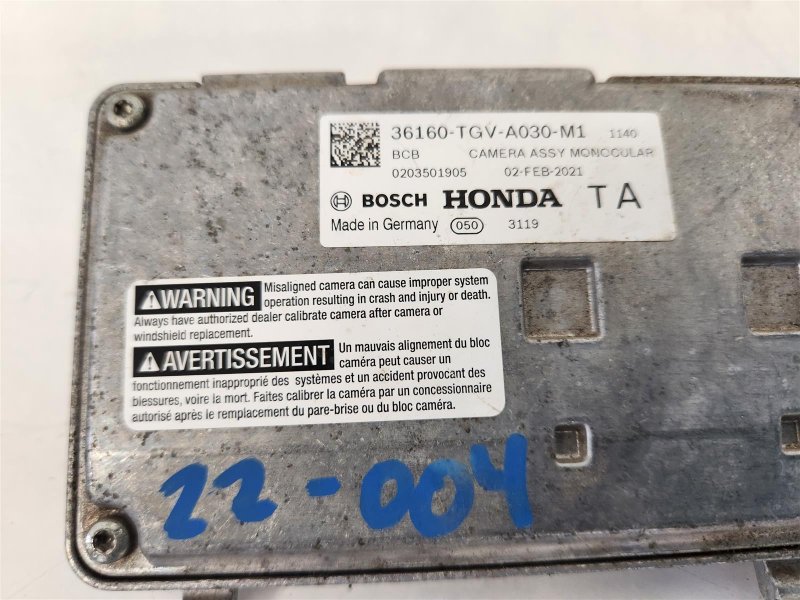 36160-TGV-A030-M1 1140
BCB CAMERA ASSY MONOCULAR
0203501905 02-FEB-2021
BOSCH HONDA TA
Made in Germany 050 3119
WARNING Misaligned camera can cause improper system
operation resulting in crash and injury or death.
Always have authorized dealer calibrate camera after camera or
windshield replacement.
AVERTISSEMENT Un mauvais alignement du bloc
caméra peut causer un
fonctionnement inapproprié des systèmes et un accident provocant des
blessures, voire la mort. Faites calibrer la caméra par un concessionnaire
autorisé après le remplacement du pare-brise ou du bloc caméra.
22-004